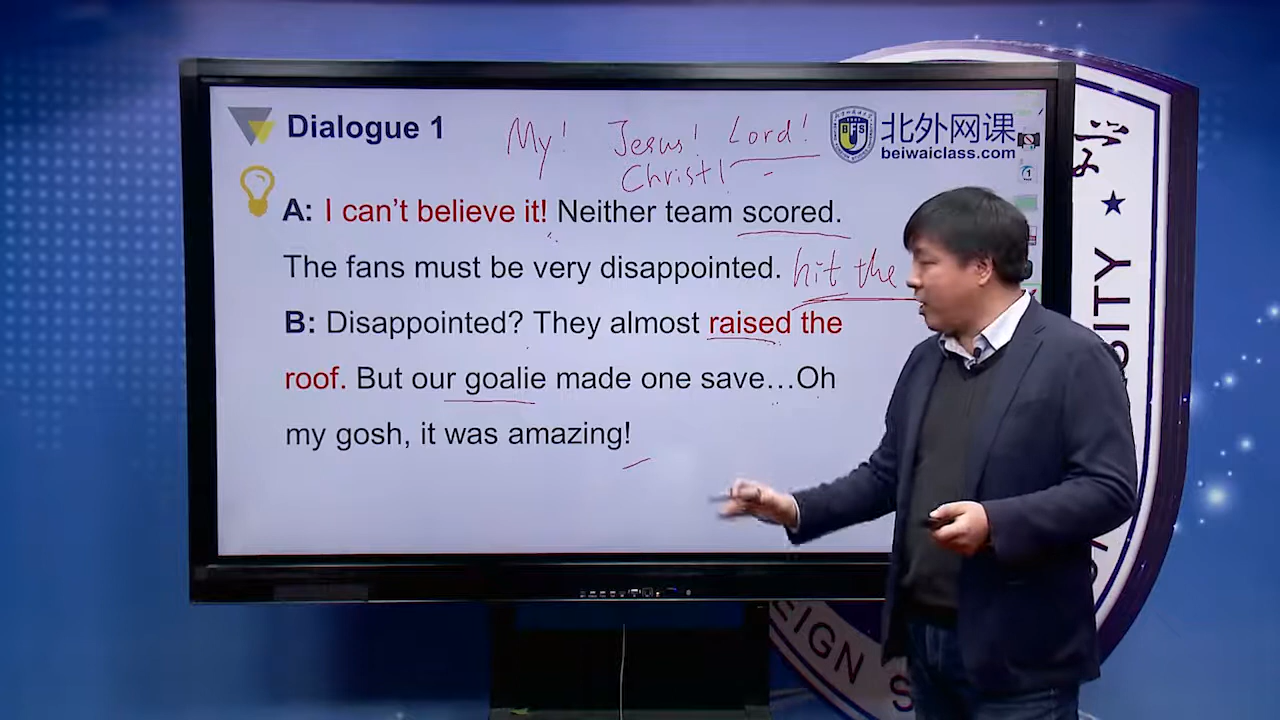 Dialogue 1
My! Jesus! Lord!
Christ!
北外网课
beiwaiclass.com
A: I can't believe it! Neither team scored.
The fans must be very disappointed. hit the
B: Disappointed? They almost raised the
roof. But our goalie made one save…Oh
my gosh, it was amazing!
EIGN S
SITY